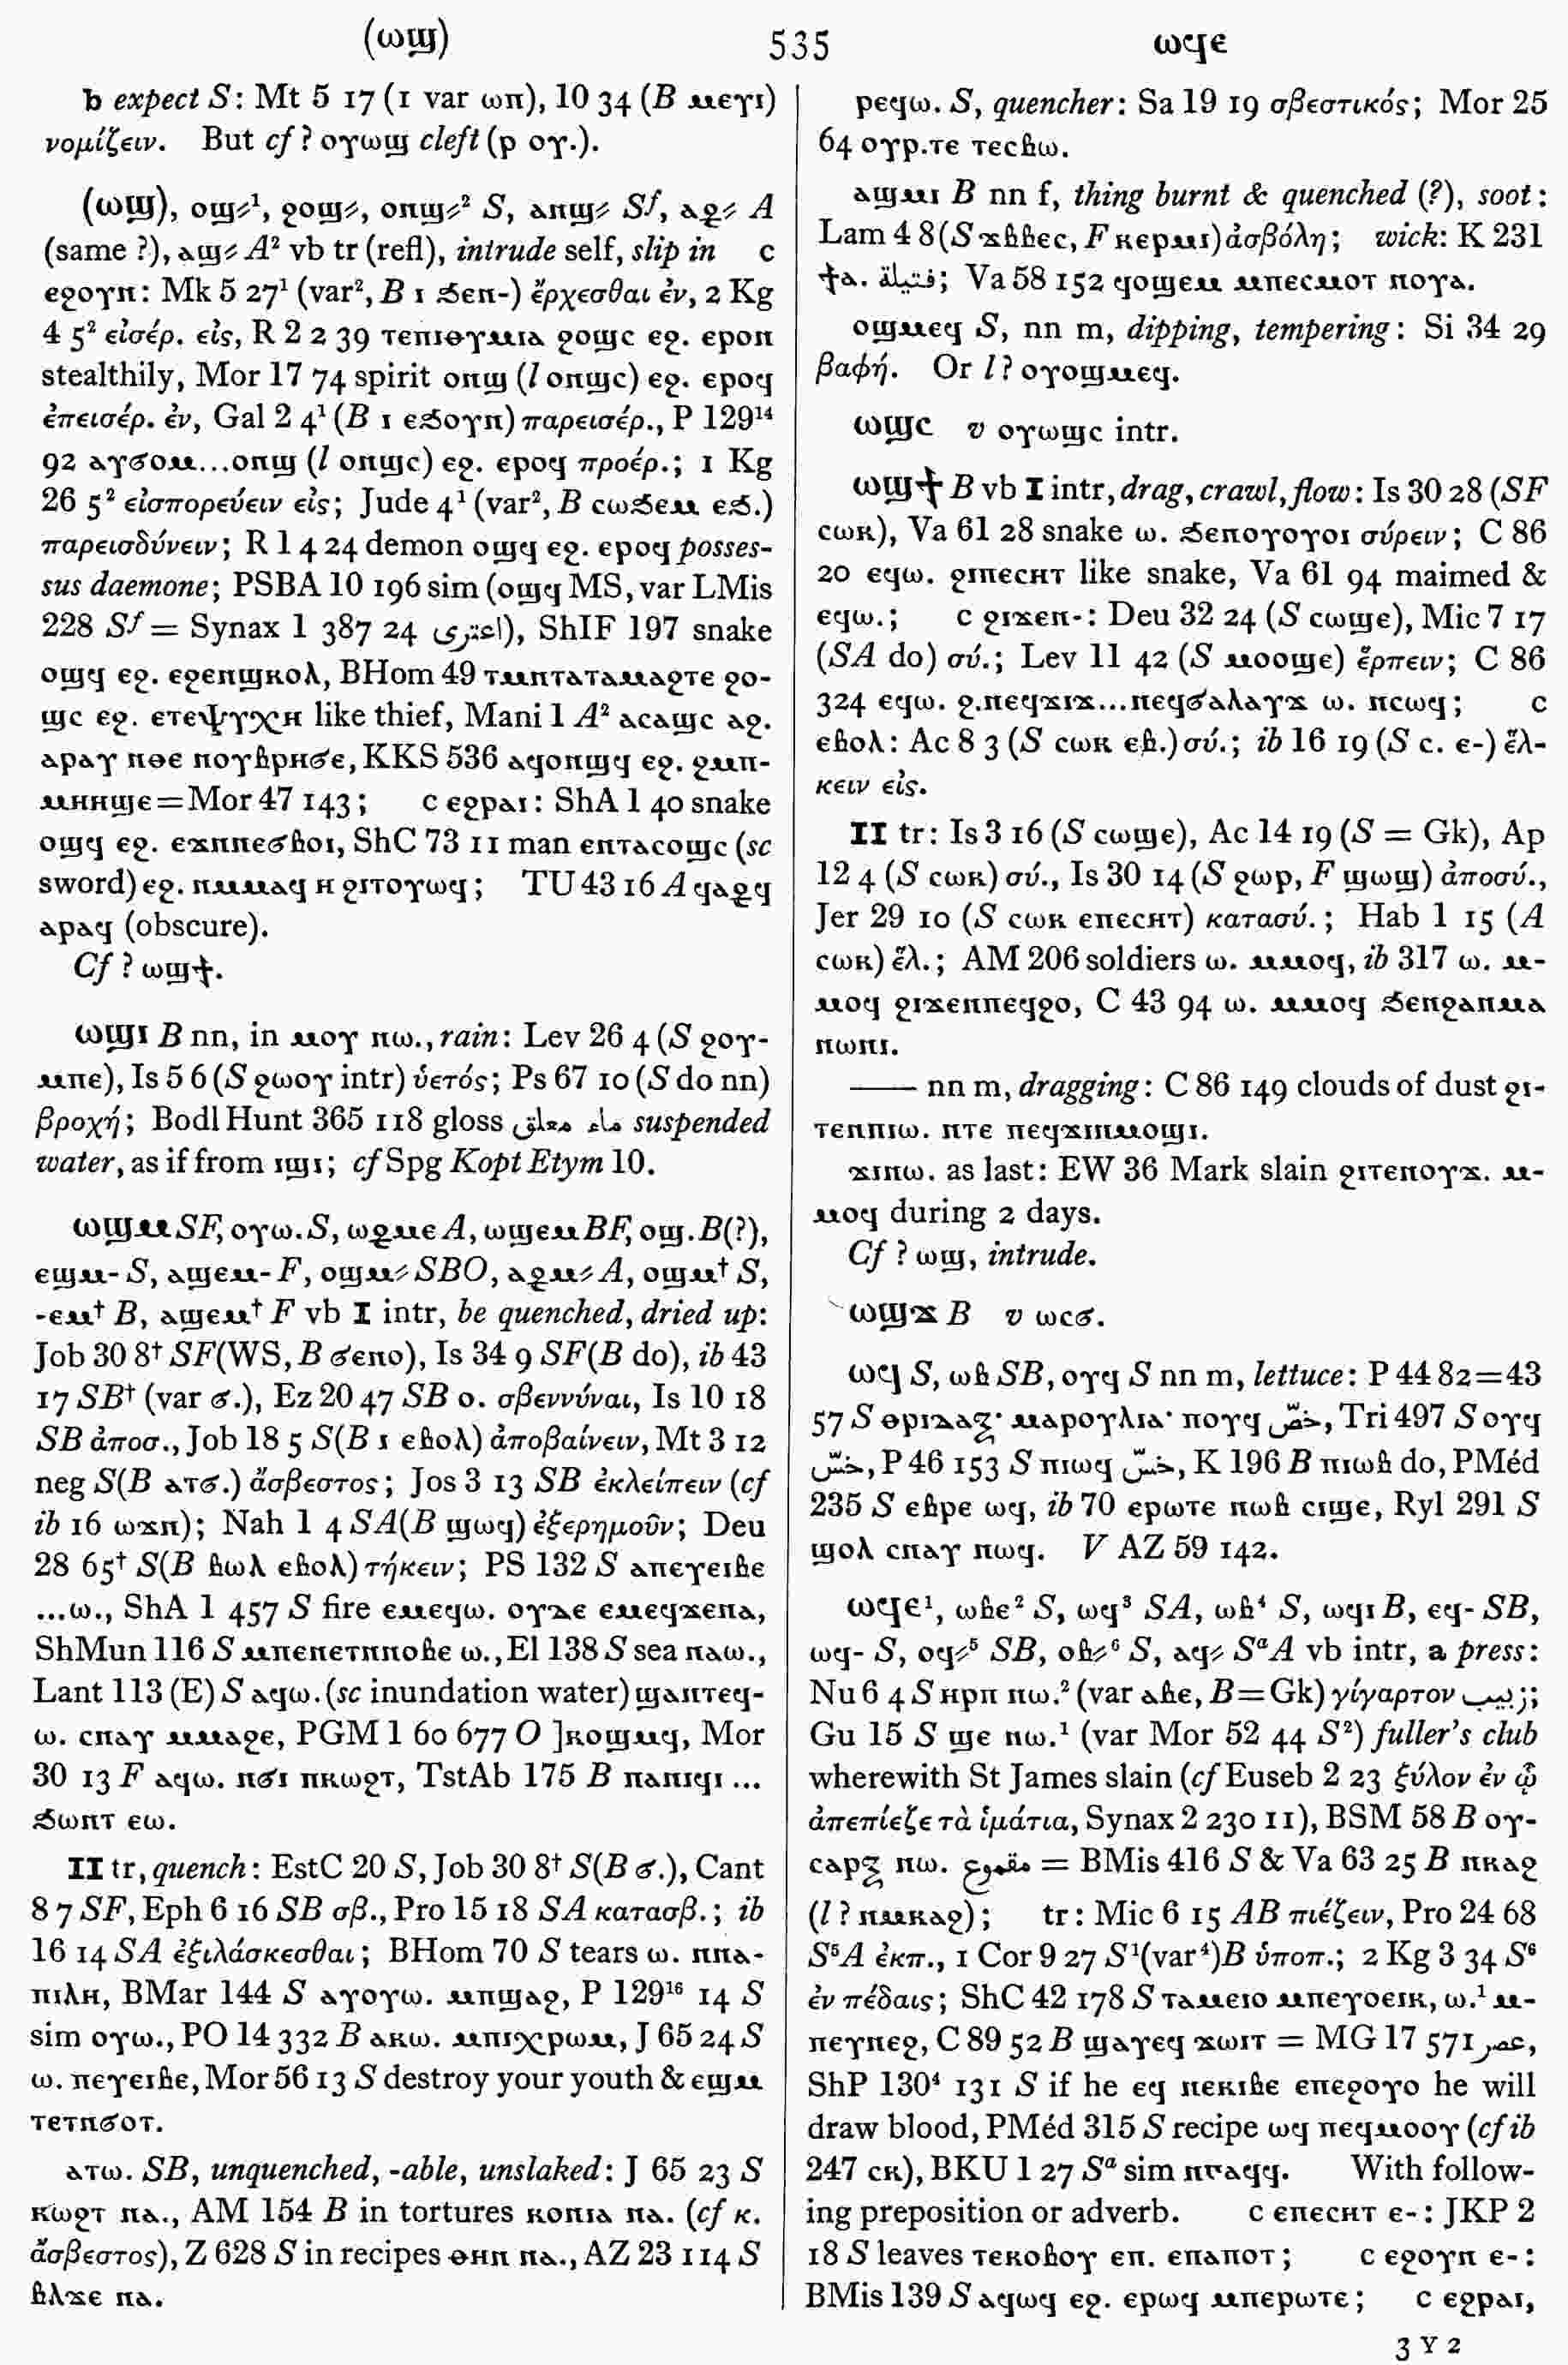 (ⲱϣ)
535
ⲱϥⲉ
b expect S: Mt 5 17 (1 var ⲱⲡ), 10 34 (B ⲙⲉⲩⲓ)
νομίζειν. But cf ? ⲟⲩⲱϣ cleft (p ⲟⲩ.).
(ⲱϣ), ⲟϣ⸗¹, ϩⲟϣ⸗, ⲟⲛϣ⸗² S, ⲁⲛϣ⸗ Sf, ⲁϩ⸗ A
(same ?), ⲁϣ⸗ A² vb tr (refl), intrude self, slip in c
ⲉϩⲟⲩⲛ: Mk 5 27¹ (var², B ⲓ ϧⲉⲛ-) ἔρχεσθαι ἐν, 2 Kg
4 5² εἰσέρ. εἰς, R 2 2 39 ⲧⲉⲡⲓⲑⲩⲙⲓⲁ ϩⲟϣⲥ ⲉϩ. ⲉⲣⲟⲛ
stealthily, Mor 17 74 spirit ⲟⲛϣ (l ⲟⲛϣⲥ) ⲉϩ. ⲉⲣⲟϥ
ἐπεισέρ. ἐν, Gal 2 4¹ (B ⲓ ⲉϧⲟⲩⲛ) παρεισέρ., P 129¹⁴
92 ⲁⲩϭⲟⲙ...ⲟⲛϣ (l ⲟⲛϣⲥ) ⲉϩ. ⲉⲣⲟϥ προέρ.; 1 Kg
26 5² εἰσπορεύειν εἰς; Jude 4¹ (var², B ⲥⲱϧⲉⲙ ⲉϧ.)
παρεισδύνειν; R 1 4 24 demon ⲟϣϥ ⲉϩ. ⲉⲣⲟϥ posses-
sus daemone; PSBA 10 196 sim (ⲟϣϥ MS, var LMis
228 Sf = Synax 1 387 24 اعترى), ShIF 197 snake
ⲟϣϥ ⲉϩ. ⲉϩⲉⲛϣⲕⲟⲗ, BHom 49 ⲧⲙⲛⲧⲁⲧⲁⲙⲁϩⲧⲉ ϩⲟ-
ϣⲥ ⲉϩ. ⲉⲧⲉⲯⲩⲭⲏ like thief, Mani 1 A² ⲁⲥⲁϣⲥ ⲁϩ.
ⲁⲣⲁⲩ ⲛⲑⲉ ⲛⲟⲩⲃⲣⲏϭⲉ, KKS 536 ⲁϥⲟⲛϣϥ ⲉϩ. ϩⲙⲡ-
ⲙⲏⲏϣⲉ=Mor 47 143; c ⲉϩⲣⲁⲓ: ShA 1 40 snake
ⲟϣϥ ⲉϩ. ⲉϫⲛⲛⲉϭⲃⲟⲓ, ShC 73 11 man ⲉⲛⲧⲁⲥⲟϣⲥ (sc
sword) ⲉϩ. ⲛⲙⲙⲁϥ ⲏ ϩⲓⲧⲟⲩⲱϥ; TU 43 16 A ϥⲁϩϥ
ⲁⲣⲁϥ (obscure).
Cf ? ⲱϣϯ.
ⲱϣⲓ B nn, in ⲙⲟⲩ ⲛⲱ., rain: Lev 26 4 (S ϩⲟⲩ-
ⲙⲡⲉ), Is 5 6 (S ϩⲱⲟⲩ intr) ὑετός; Ps 67 10 (S do nn)
βροχή; Bodl Hunt 365 118 gloss ماء معلق suspended
water, as if from ⲓϣⲓ; cf Spg Kopt Etym 10.
ⲱϣⲙ SF, ⲟⲩⲱ. S, ⲱϩⲙⲉ A, ⲱϣⲉⲙ BF, ⲟϣ. B(?),
ⲉϣⲙ- S, ⲁϣⲉⲙ- F, ⲟϣⲙ⸗ SBO, ⲁϩⲙ⸗ A, ⲟϣⲙ† S,
-ⲉⲙ† B, ⲁϣⲉⲙ† F vb I intr, be quenched, dried up:
Job 30 8† SF(WS, B ϭⲉⲛⲟ), Is 34 9 SF(B do), ib 43
17 SB† (var ϭ.), Ez 20 47 SB ⲟ. σβεννύναι, Is 10 18
SB ἀποσ., Job 18 5 S(B ⲓ ⲉⲃⲟⲗ) ἀποβαίνειν, Mt 3 12
neg S(B ⲁⲧϭ.) ἄσβεστος; Jos 3 13 SB ἐκλείπειν (cf
ib 16 ⲱϫⲛ); Nah 1 4 SA(B ϣⲱϥ) ἐξερημοῦν; Deu
28 65† S(B ⲃⲱⲗ ⲉⲃⲟⲗ) τήκειν; PS 132 S ⲁⲡⲉⲩⲉⲓⲃⲉ
...ⲱ., ShA 1 457 S fire ⲉⲙⲉϥⲱ. ⲟⲩⲇⲉ ⲉⲙⲉϥϫⲉⲛⲁ,
ShMun 116 S ⲙⲡⲉⲛⲉⲧⲛⲛⲟⲃⲉ ⲱ., El 138 S sea ⲛⲁⲱ.,
Lant 113 (E) S ⲁϥⲱ. (sc inundation water) ϣⲁⲛⲧⲉϥ-
ⲱ. ⲥⲛⲁⲩ ⲙⲙⲁϩⲉ, PGM 1 60 677 O ]ⲕⲟϣⲙϥ, Mor
30 13 F ⲁϥⲱ. ⲛϭⲓ ⲡⲕⲱϩⲧ, TstAb 175 B ⲛⲁⲛⲓϥⲓ ...
ϧⲱⲛⲧ ⲉⲱ.
II tr, quench: EstC 20 S, Job 30 8† S(B ϭ.), Cant
8 7 SF, Eph 6 16 SB σβ., Pro 15 18 SA κατασβ.; ib
16 14 SA ἐξιλάσκεσθαι; BHom 70 S tears ⲱ. ⲛⲛⲁ-
ⲡⲓⲗⲏ, BMar 144 S ⲁⲩⲟⲩⲱ. ⲙⲡϣⲁϩ, P 129¹⁶ 14 S
sim ⲟⲩⲱ., PO 14 332 B ⲁⲕⲱ. ⲙⲡⲓⲭⲣⲱⲙ, J 65 24 S
ⲱ. ⲡⲉⲩⲉⲓⲃⲉ, Mor 56 13 S destroy your youth & ⲉϣⲙ
ⲧⲉⲧⲛϭⲟⲧ.
ⲁⲧⲱ. SB, unquenched, -able, unslaked: J 65 23 S
ⲕⲱϩⲧ ⲛⲁ., AM 154 B in tortures ⲕⲟⲛⲓⲁ ⲛⲁ. (cf κ.
ἄσβεστος), Z 628 S in recipes ⲑⲏⲛ ⲛⲁ., AZ 23 114 S
ⲃⲗϫⲉ ⲛⲁ.
ⲣⲉϥⲱ. S, quencher: Sa 19 19 σβεστικός; Mor 25
64 ⲟⲩⲣ.ⲧⲉ ⲧⲉⲥⲃⲱ.
ⲁϣⲙⲓ B nn f, thing burnt & quenched (?), soot:
Lam 4 8 (S ϫⲃⲃⲉⲥ, F ⲕⲉⲣⲙⲓ) ἀσβόλη; wick: K 231
ϯⲁ. فتيلة; Va 58 152 ϥⲟϣⲉⲙ ⲙⲡⲉⲥⲙⲟⲧ ⲛⲟⲩⲁ.
ⲟϣⲙⲉϥ S, nn m, dipping, tempering: Si 34 29
βαφή. Or l ? ⲟⲩⲟϣⲙⲉϥ.
ⲱϣⲥ v ⲟⲩⲱϣⲥ intr.
ⲱϣϯ B vb I intr, drag, crawl, flow: Is 30 28 (SF
ⲥⲱⲕ), Va 61 28 snake ⲱ. ϧⲉⲛⲟⲩⲟⲩⲟⲓ σύρειν; C 86
20 ⲉϥⲱ. ϩⲓⲡⲉⲥⲏⲧ like snake, Va 61 94 maimed &
ⲉϥⲱ.; c ϩⲓϫⲉⲛ-: Deu 32 24 (S ⲥⲱϣⲉ), Mic 7 17
(SA do) σύ.; Lev 11 42 (S ⲙⲟⲟϣⲉ) ἕρπειν; C 86
324 ⲉϥⲱ. ϩ.ⲛⲉϥϫⲓϫ...ⲛⲉϥϭⲁⲗⲁⲩϫ ⲱ. ⲛⲥⲱϥ; c
ⲉⲃⲟⲗ: Ac 8 3 (S ⲥⲱⲕ ⲉⲃ.) σύ.; ib 16 19 (S c. ⲉ-) ἕλ-
κειν εἰς.
II tr: Is 3 16 (S ⲥⲱϣⲉ), Ac 14 19 (S = Gk), Ap
12 4 (S ⲥⲱⲕ) σύ., Is 30 14 (S ϩⲱⲣ, F ϣⲱϣ) ἀποσύ.,
Jer 29 10 (S ⲥⲱⲕ ⲉⲡⲉⲥⲏⲧ) κατασύ.; Hab 1 15 (A
ⲥⲱⲕ) ἕλ.; AM 206 soldiers ⲱ. ⲙⲙⲟϥ, ib 317 ⲱ. ⲙ-
ⲙⲟϥ ϩⲓϫⲉⲛⲡⲉϥϩⲟ, C 43 94 ⲱ. ⲙⲙⲟϥ ϧⲉⲛϩⲁⲛⲙⲁ
ⲛⲱⲛⲓ.
—— nn m, dragging: C 86 149 clouds of dust ϩⲓ-
ⲧⲉⲛⲡⲓⲱ. ⲛⲧⲉ ⲡⲉϥϫⲓⲛⲙⲟϣⲓ.
ϫⲓⲛⲱ. as last: EW 36 Mark slain ϩⲓⲧⲉⲛⲟⲩϫ. ⲙ-
ⲙⲟϥ during 2 days.
Cf ? ⲱϣ, intrude.
ⲱϣϫ B v ⲱⲥϭ.
ⲱϥ S, ⲱⲃ SB, ⲟⲩϥ S nn m, lettuce: P 44 82=43
57 S ⲑⲣⲓⲇⲁⲝ· ⲙⲁⲣⲟⲩⲗⲓⲁ· ⲡⲟⲩϥ خصّ, Tri 497 S ⲟⲩϥ
خسّ, P 46 153 S ⲡⲓⲱϥ خسّ, K 196 B ⲡⲓⲱⲃ do, PMéd
235 S ⲉⲃⲣⲉ ⲱϥ, ib 70 ⲉⲣⲱⲧⲉ ⲛⲱⲃ ⲥⲓϣⲉ, Ryl 291 S
ϣⲟⲗ ⲥⲛⲁⲩ ⲛⲱϥ. V AZ 59 142.
ⲱϥⲉ¹, ⲱⲃⲉ² S, ⲱϥ³ SA, ⲱⲃ⁴ S, ⲱϥⲓ B, ⲉϥ- SB,
ⲱϥ- S, ⲟϥ⸗⁵ SB, ⲟⲃ⸗⁶ S, ⲁϥ⸗ SᵃA vb intr, a press:
Nu 6 4 S ⲏⲣⲡ ⲛⲱ.² (var ⲁⲃⲉ, B=Gk) γίγαρτον زبيب;
Gu 15 S ϣⲉ ⲛⲱ.¹ (var Mor 52 44 S²) fuller's club
wherewith St James slain (cf Euseb 2 23 ξύλον ἐν ᾧ
ἀπεπίεζε τὰ ἱμάτια, Synax 2 230 11), BSM 58 B ⲟⲩ-
ⲥⲁⲣⲝ ⲛⲱ. مقموع = BMis 416 S & Va 63 25 B ⲛⲕⲁϩ
(l ? ⲛⲙⲕⲁϩ); tr: Mic 6 15 AB πιέζειν, Pro 24 68
S⁵A ἐκπ., 1 Cor 9 27 S¹(var⁴)B ὑποπ.; 2 Kg 3 34 S⁶
ἐν πέδαις; ShC 42 178 S ⲧⲁⲙⲉⲓⲟ ⲙⲡⲉⲩⲟⲉⲓⲕ, ⲱ.¹ ⲙ-
ⲡⲉⲩⲛⲉϩ, C 89 52 B ϣⲁⲩⲉϥ ϫⲱⲓⲧ = MG 17 571 عصر,
ShP 130⁴ 131 S if he ⲉϥ ⲛⲉⲕⲓⲃⲉ ⲉⲡⲉϩⲟⲩⲟ he will
draw blood, PMéd 315 S recipe ⲱϥ ⲡⲉϥⲙⲟⲟⲩ (cf ib
247 ⲥⲕ), BKU 1 27 Sᵃ sim ⲛⲅⲁϥϥ. With follow-
ing preposition or adverb. c ⲉⲡⲉⲥⲏⲧ ⲉ-: JKP 2
18 S leaves ⲧⲉⲕⲟⲃⲟⲩ ⲉⲡ. ⲉⲡⲁⲡⲟⲧ; c ⲉϩⲟⲩⲛ ⲉ-:
BMis 139 S ⲁϥⲱϥ ⲉϩ. ⲉⲣⲱϥ ⲙⲡⲉⲣⲱⲧⲉ; c ⲉϩⲣⲁⲓ,
3 Y 2